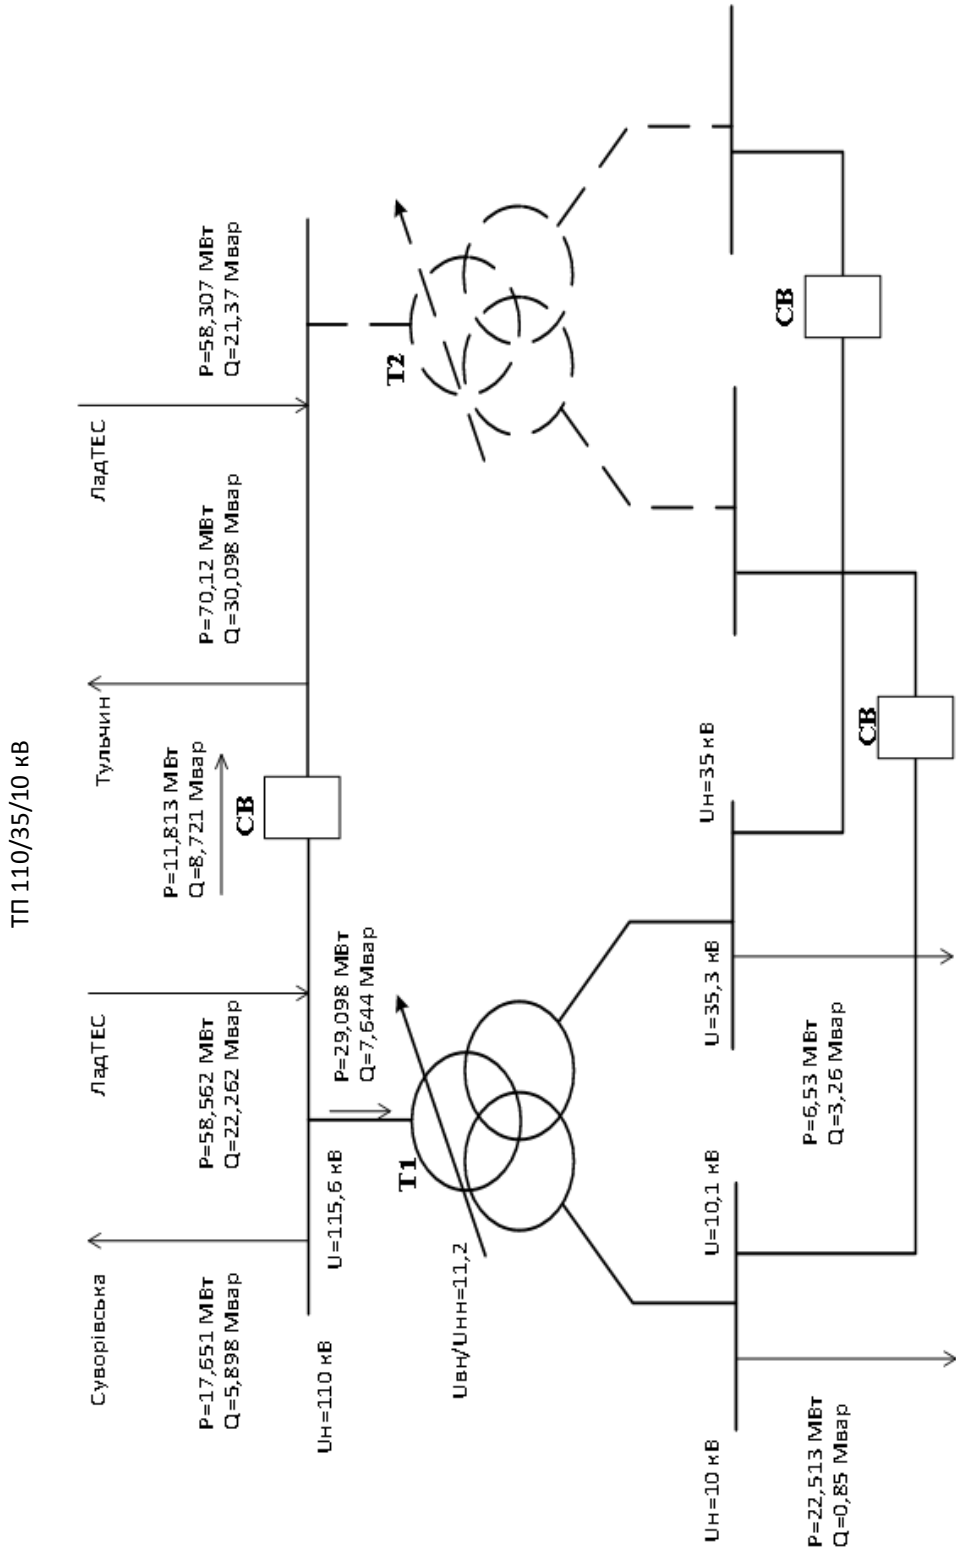 ТП 110/35/10 кВ
Суворівська
P=17,651 МВт
Q=5,898 Мвар
ЛадТЕС
P=58,562 МВт
Q=22,262 Мвар
Тульчин
P=70,12 МВт
Q=30,098 Мвар
ЛадТЕС
P=58,307 МВт
Q=21,37 Мвар
P=11,813 МВт
Q=8,721 Мвар
СВ
Uн=110 кВ
U=115,6 кВ
P=29,098 МВт
Q=7,644 Мвар
Т1
Т2
Uвн/Uнн=11,2
Uн=10 кВ
U=10,1 кВ
U=35,3 кВ
Uн=35 кВ
СВ
СВ
P=22,513 МВт
Q=0,85 Мвар
P=6,53 МВт
Q=3,26 Мвар